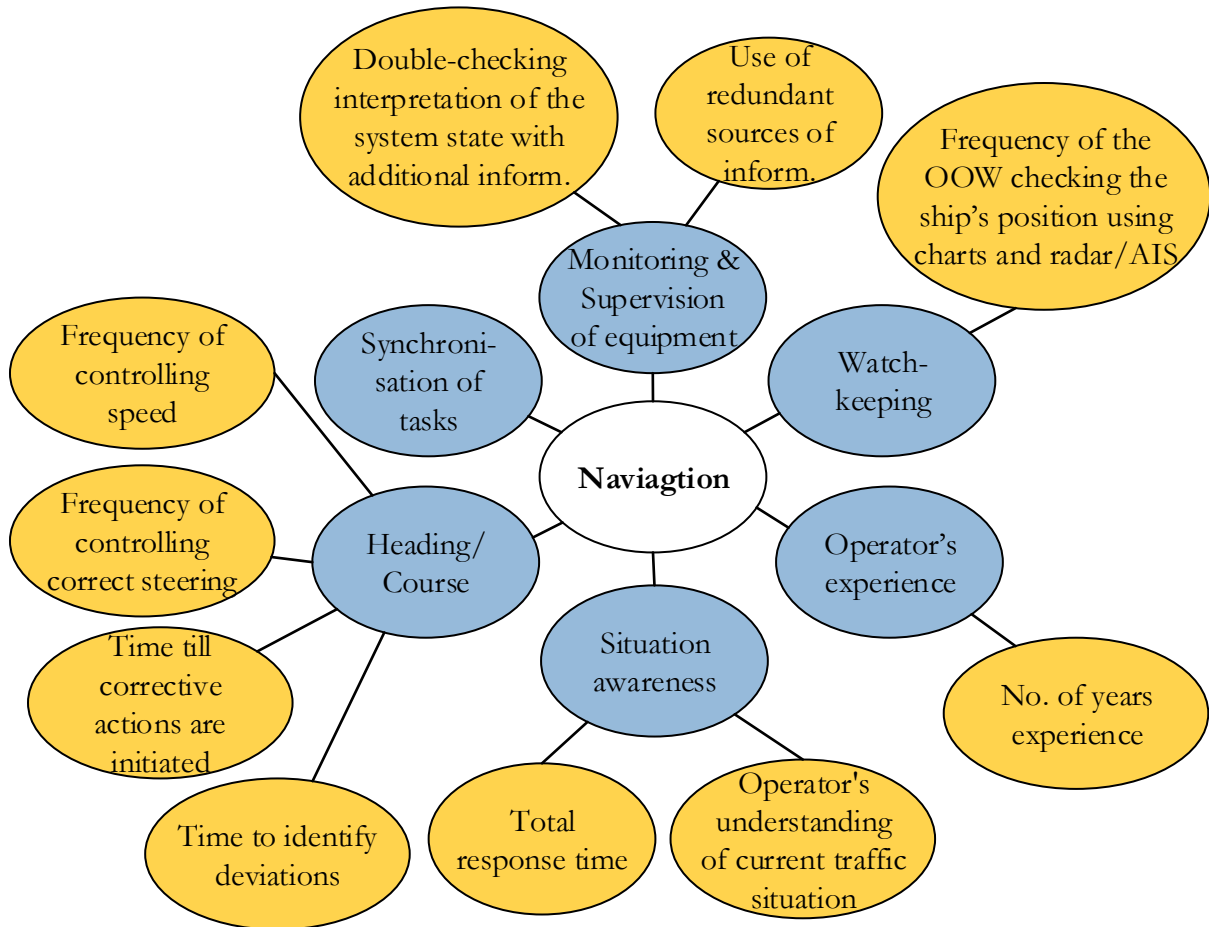 Double-checking
interpretation of the
system state with
additional inform.
Use of
redundant
sources of
inform.
Frequency of the
OOW checking the
ship's position using
charts and radar/AIS
Monitoring &
Supervision
of equipment
Frequency of
controlling
speed
Synchroni-
sation of
tasks
Watch-
keeping
Naviagtion
Frequency of
controlling
correct steering
Heading/
Course
Operator’s
experience
Time till
corrective
actions are
initiated
Situation
awareness
No. of years
experience
Time to identify
deviations
Total
response time
Operator's
understanding
of current traffic
situation